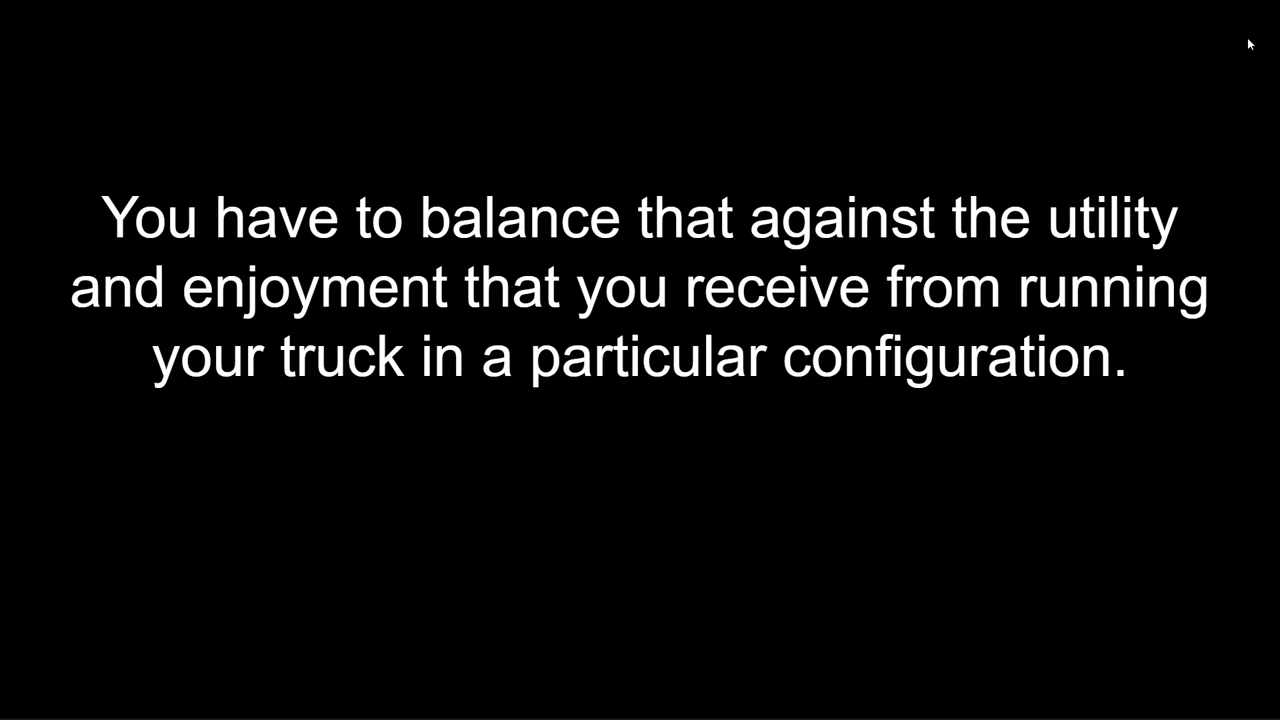 You have to balance that against the utility
and enjoyment that you receive from running
your truck in a particular configuration.